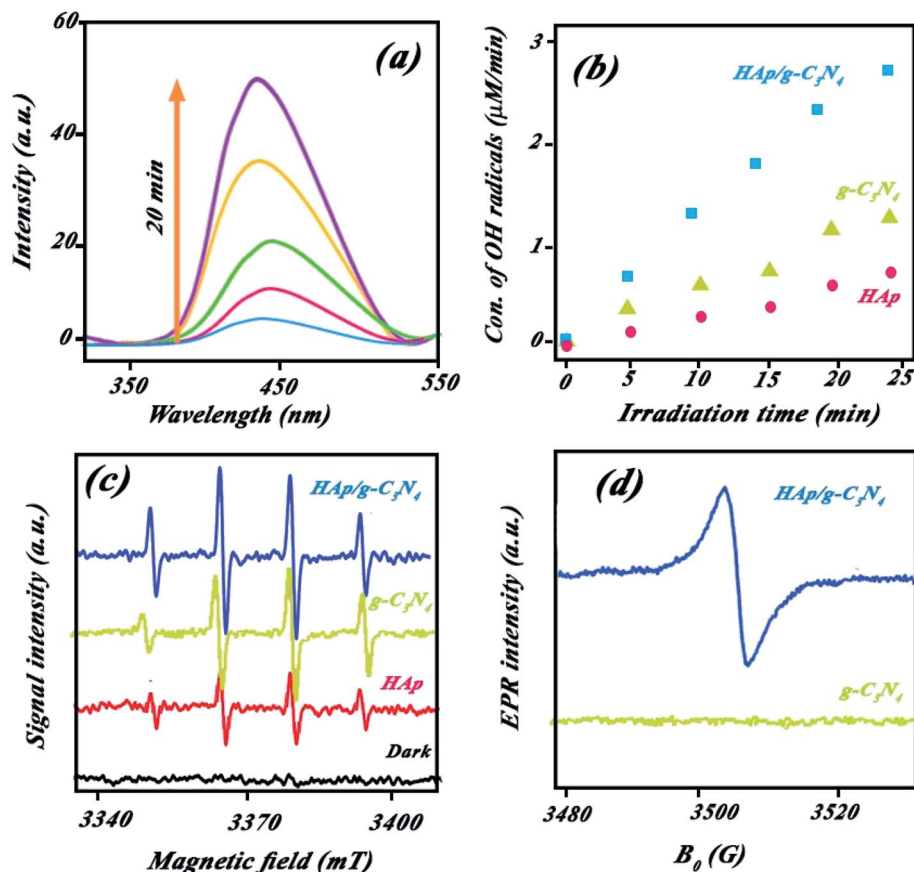 (a)
60
40
20
0
Intensity (a.u.)
20 min
350 450 550
Wavelength (nm)
(b)
3
2
1
0
Con. of OH radicals (μM/min)
HAp/g-C₃N₄
g-C₃N₄
HAp
0 5 10 15 20 25
Irradiation time (min)
(c)
Signal intensity (a.u.)
HAp/g-C₃N₄
g-C₃N₄
HAp
Dark
3340 3370 3400
Magnetic field (mT)
(d)
EPR intensity (a.u.)
HAp/g-C₃N₄
g-C₃N₄
3480 3500 3520
B₀ (G)